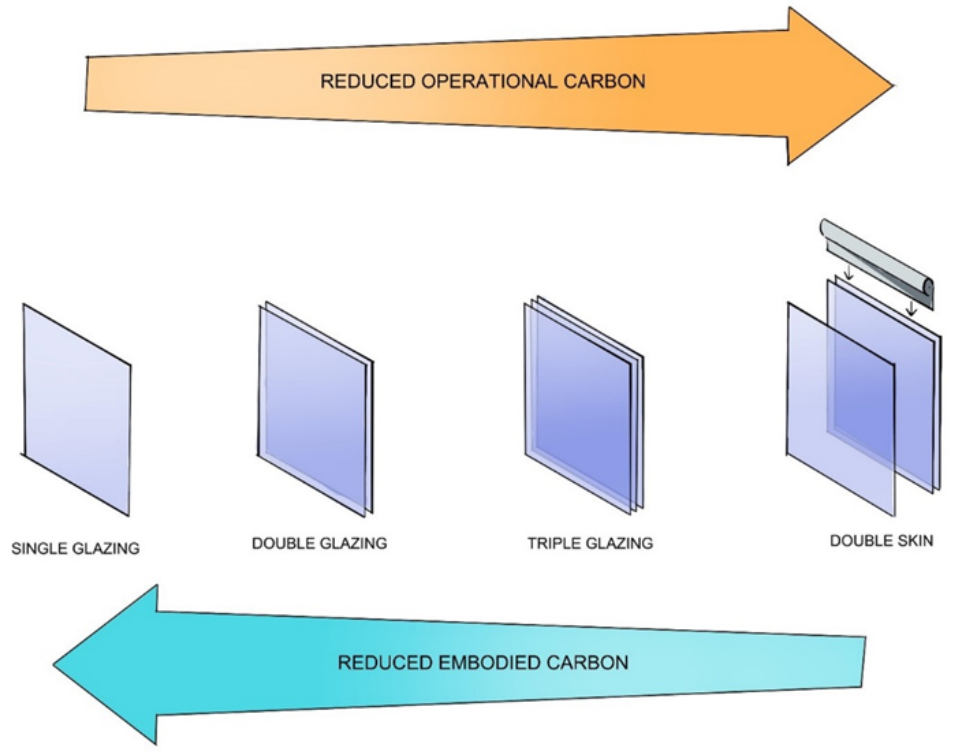 REDUCED OPERATIONAL CARBON
SINGLE GLAZING
DOUBLE GLAZING
TRIPLE GLAZING
DOUBLE SKIN
REDUCED EMBODIED CARBON